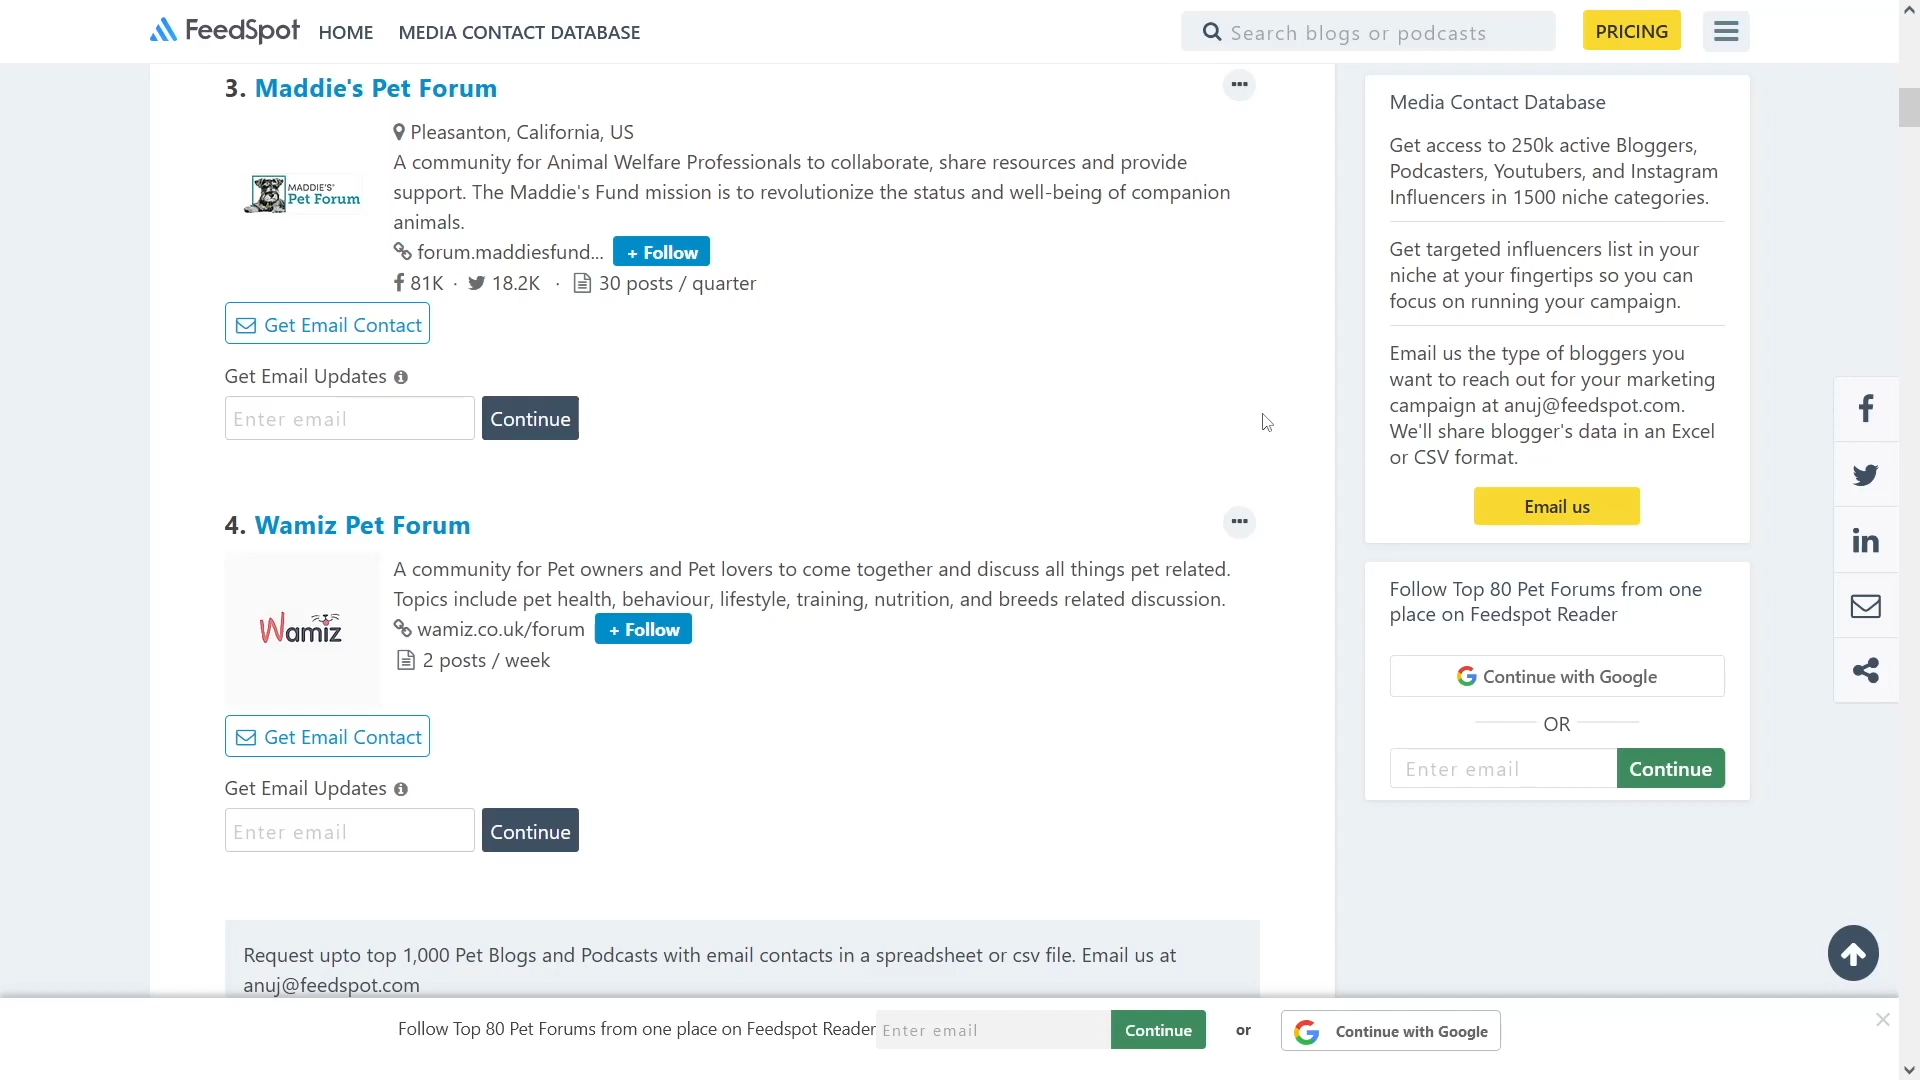 FeedSpot HOME MEDIA CONTACT DATABASE Search blogs or podcasts PRICING
3. Maddie's Pet Forum
Pleasanton, California, US
MADDIE'S®
Pet Forum
A community for Animal Welfare Professionals to collaborate, share resources and provide
support. The Maddie's Fund mission is to revolutionize the status and well-being of companion
animals.
forum.maddiesfund... + Follow
81K · 18.2K · 30 posts / quarter
Get Email Contact
Get Email Updates
Enter email Continue
4. Wamiz Pet Forum
Wamiz
A community for Pet owners and Pet lovers to come together and discuss all things pet related.
Topics include pet health, behaviour, lifestyle, training, nutrition, and breeds related discussion.
wamiz.co.uk/forum + Follow
2 posts / week
Get Email Contact
Get Email Updates
Enter email Continue
Request upto top 1,000 Pet Blogs and Podcasts with email contacts in a spreadsheet or csv file. Email us at
anuj@feedspot.com
Media Contact Database
Get access to 250k active Bloggers,
Podcasters, Youtubers, and Instagram
Influencers in 1500 niche categories.
Get targeted influencers list in your
niche at your fingertips so you can
focus on running your campaign.
Email us the type of bloggers you
want to reach out for your marketing
campaign at anuj@feedspot.com.
We'll share blogger's data in an Excel
or CSV format.
Email us
Follow Top 80 Pet Forums from one
place on Feedspot Reader
Continue with Google
OR
Enter email Continue
Follow Top 80 Pet Forums from one place on Feedspot Reader Enter email Continue or Continue with Google